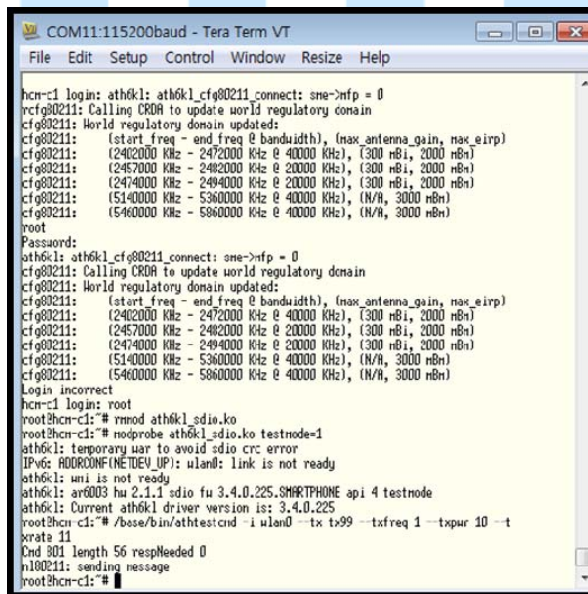 COM11:115200baud - Tera Term VT
File Edit Setup Control Window Resize Help
hcm-c1 login: ath6kl: ath6kl_cfg80211_connect: sme->mfp = 0
rcfg80211: Calling CRDA to update world regulatory domain
cfg80211: World regulatory domain updated:
cfg80211: (start_freq - end_freq @ bandwidth), (max_antenna_gain, max_eirp)
cfg80211: (2402000 KHz - 2472000 KHz @ 40000 KHz), (300 mBi, 2000 mBm)
cfg80211: (2457000 KHz - 2482000 KHz @ 20000 KHz), (300 mBi, 2000 mBm)
cfg80211: (2474000 KHz - 2494000 KHz @ 20000 KHz), (300 mBi, 2000 mBm)
cfg80211: (5140000 KHz - 5360000 KHz @ 40000 KHz), (N/A, 3000 mBm)
cfg80211: (5460000 KHz - 5860000 KHz @ 40000 KHz), (N/A, 3000 mBm)
root
Password:
ath6kl: ath6kl_cfg80211_connect: sme->mfp = 0
cfg80211: Calling CRDA to update world regulatory domain
cfg80211: World regulatory domain updated:
cfg80211: (start_freq - end_freq @ bandwidth), (max_antenna_gain, max_eirp)
cfg80211: (2402000 KHz - 2472000 KHz @ 40000 KHz), (300 mBi, 2000 mBm)
cfg80211: (2457000 KHz - 2482000 KHz @ 20000 KHz), (300 mBi, 2000 mBm)
cfg80211: (2474000 KHz - 2494000 KHz @ 20000 KHz), (300 mBi, 2000 mBm)
cfg80211: (5140000 KHz - 5360000 KHz @ 40000 KHz), (N/A, 3000 mBm)
cfg80211: (5460000 KHz - 5860000 KHz @ 40000 KHz), (N/A, 3000 mBm)
Login incorrect
hcm-c1 login: root
root@hcm-c1:~# rmmod ath6kl_sdio.ko
root@hcm-c1:~# modprobe ath6kl_sdio.ko testmode=1
ath6kl: temporary war to avoid sdio crc error
IPv6: ADDRCONF(NETDEV_UP): wlan0: link is not ready
ath6kl: wmi is not ready
ath6kl: ar6003 hw 2.1.1 sdio fw 3.4.0.225.SMARTPHONE api 4 testmode
ath6kl: Current ath6kl driver version is: 3.4.0.225
root@hcm-c1:~# /base/bin/athtestcmd -i wlan0 --tx tx99 --txfreq 1 --txpwr 10 --t
xrate 11
Cmd 801 length 56 respNeeded 0
nl80211: sending message
root@hcm-c1:~#